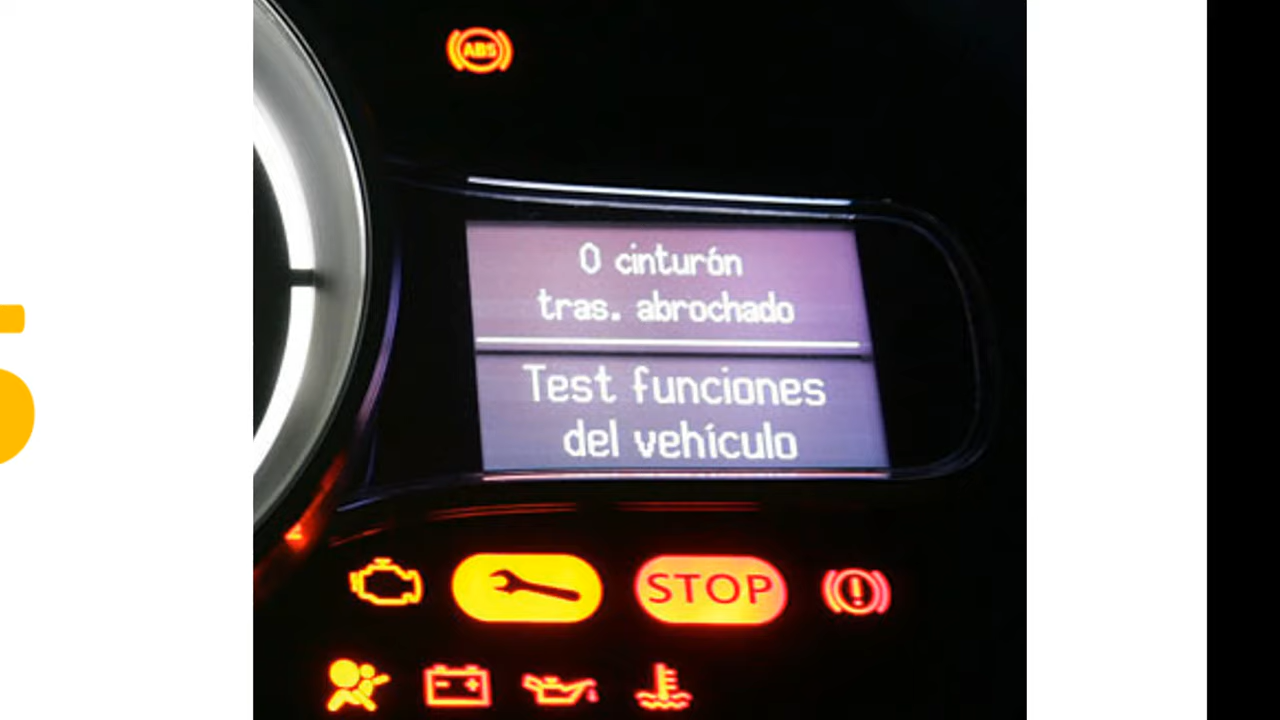 ABS
0 cinturón
tras. abrochado
Test funciones
del vehículo
STOP